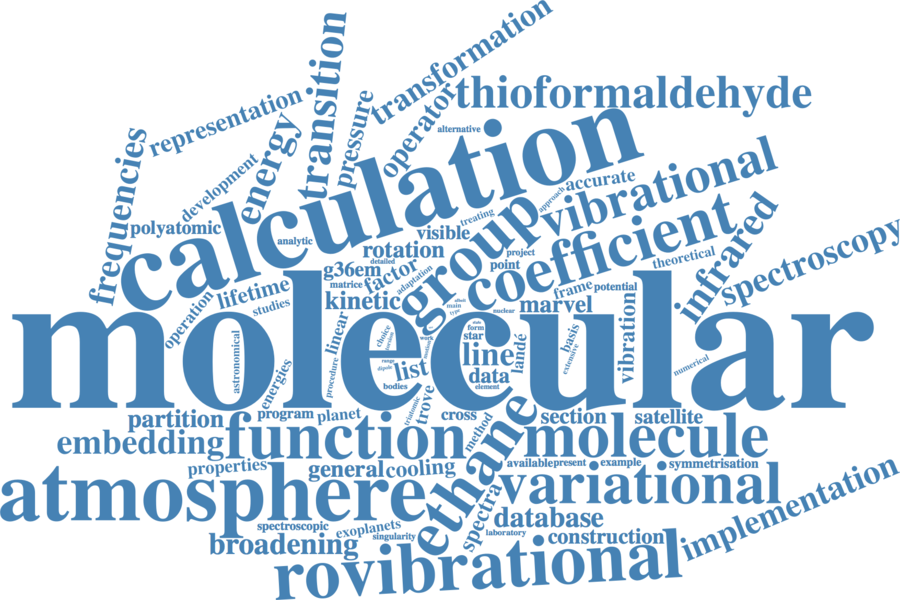 transformation
transition
thioformaldehyde
representation
pressure
operator
energy
alternative
frequencies
development
calculation
vibrational
accurate
approach
polyatomic
treating
visible
analytic
group
coefficient
infrared
spectroscopy
rotation
project
theoretical
detailed
point
g36em
factor
matrice
adaptation
operation
lifetime
studies
kinetic
frame
potential
marvel
main
nuclear
molecular
linear
choice
form
star
work
basis
extensive
vibration
astronomical
line
landé
energies
procedure
range
dipole
list
data
numerical
bodies
element
trove
partition
program
planet
cross
method
ethane
section
satellite
embedding
function
molecule
properties
general
cooling
available
present
example
symmetrisation
atmosphere
variational
spectra
database
implementation
spectroscopic
exoplanets
singularity
laboratory
construction
broadening
rovibrational